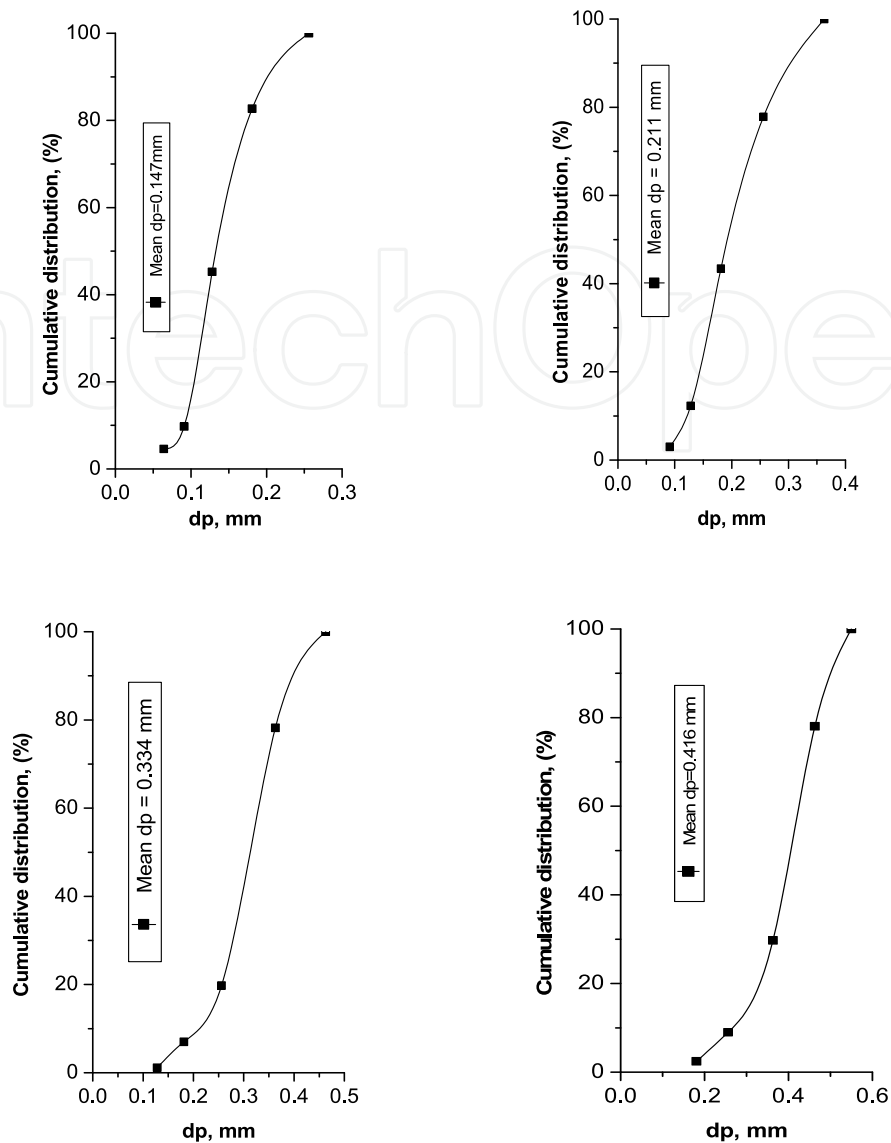 100
80
60
40
20
0
0.0 0.1 0.2 0.3
Cumulative distribution, (%)
dp, mm
Mean dp=0.147mm
100
80
60
40
20
0
0.0 0.1 0.2 0.3 0.4
Cumulative distribution, (%)
dp, mm
Mean dp = 0.211 mm
ntechOpe
100
80
60
40
20
0
0.0 0.1 0.2 0.3 0.4 0.5
Cumulative distribution, (%)
dp, mm
Mean dp = 0.334 mm
100
80
60
40
20
0
0.0 0.2 0.4 0.6
Cumulative distribution, (%)
dp, mm
Mean dp=0.416 mm